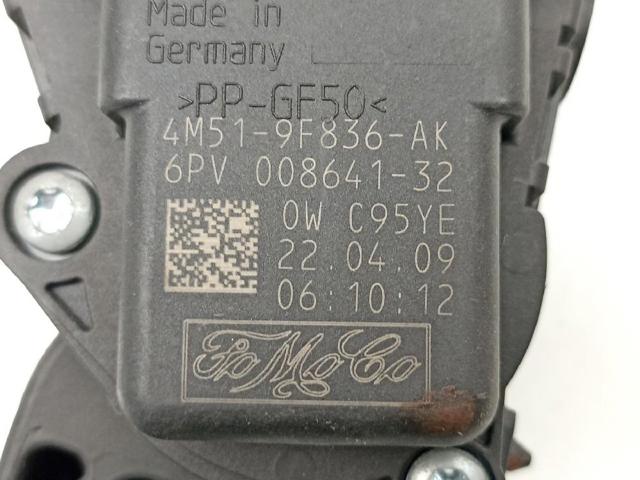 Made in
Germany
>PP-GF50<
4M51-9F836-AK
6PV 008641-32
0W C95YE
22.04.09
06:10:12
FoMoCo